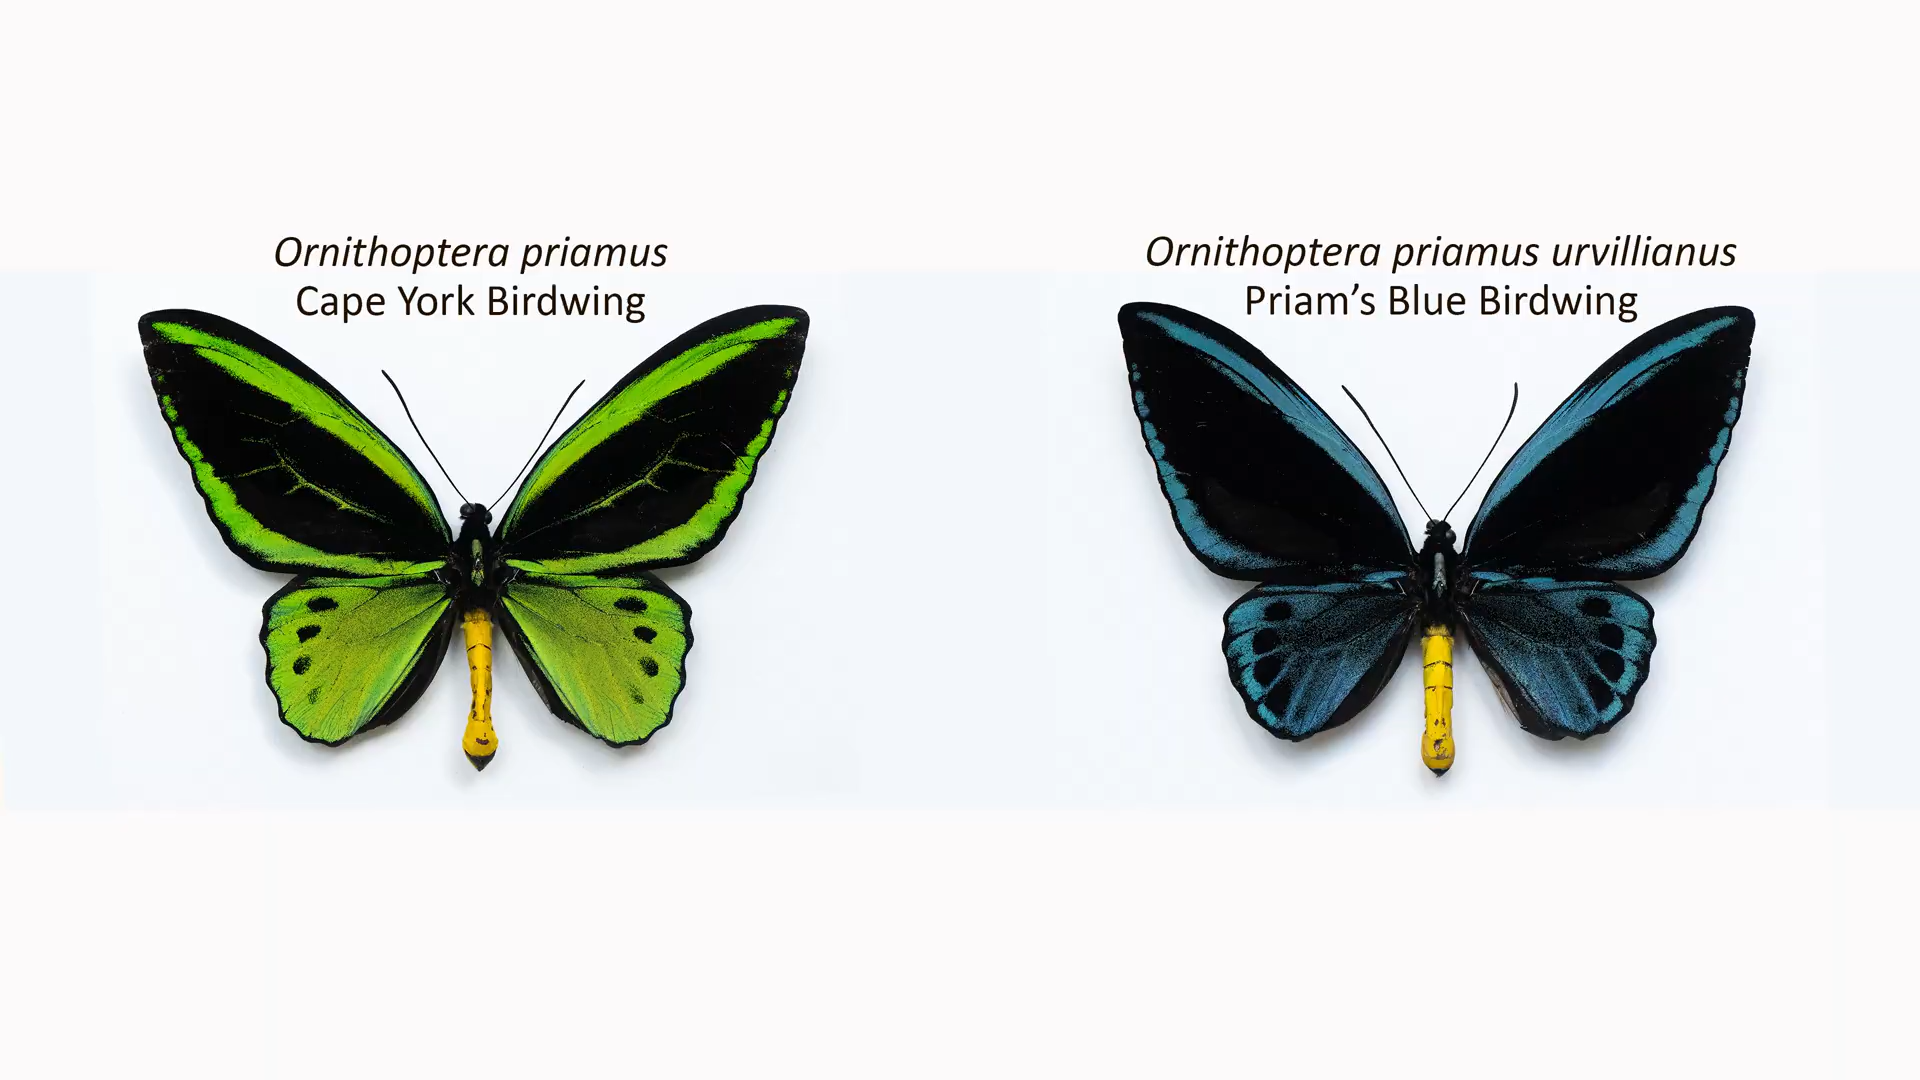 Ornithoptera priamus
Cape York Birdwing
Ornithoptera priamus urvillianus
Priam’s Blue Birdwing